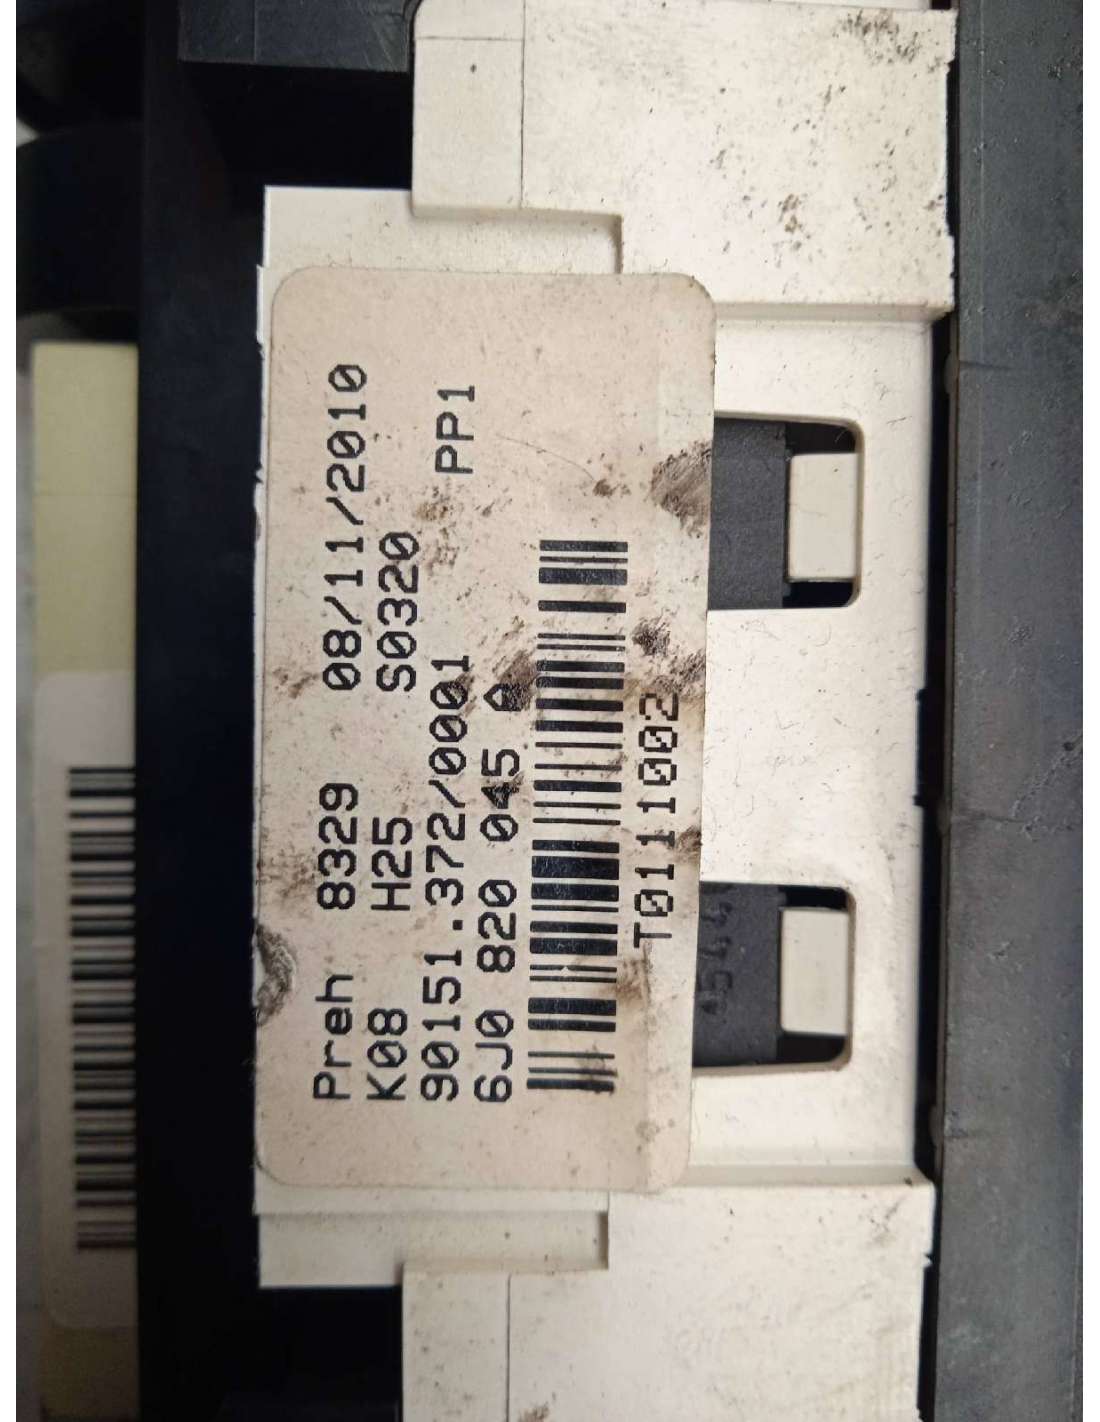 Preh 8329 08/11/2010
K08 H25 S0320
90151.372/0001 PP1
6J0 820 045 A
T0111002